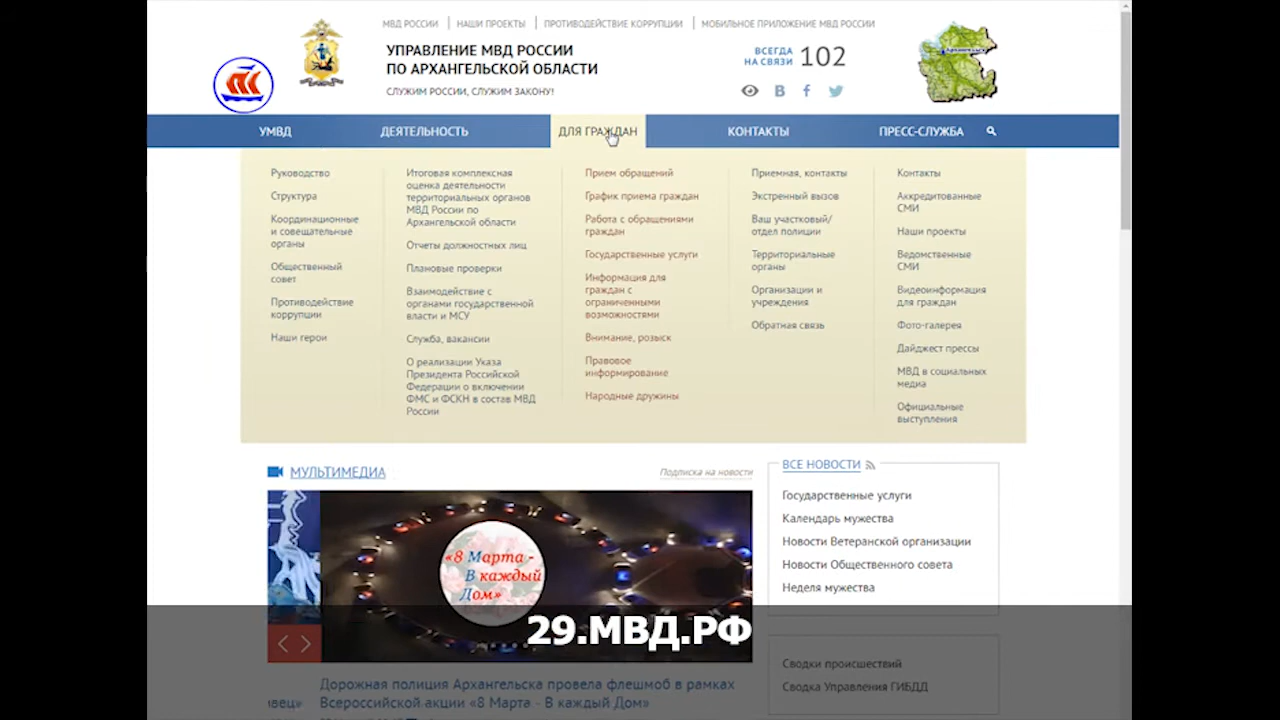 МВД РОССИИ
НАШИ ПРОЕКТЫ
ПРОТИВОДЕЙСТВИЕ КОРРУПЦИИ
МОБИЛЬНОЕ ПРИЛОЖЕНИЕ МВД РОССИИ
УПРАВЛЕНИЕ МВД РОССИИ
ПО АРХАНГЕЛЬСКОЙ ОБЛАСТИ
СЛУЖИМ РОССИИ, СЛУЖИМ ЗАКОНУ!
ВСЕГДА
НА СВЯЗИ
102
Архангельск
УМВД
ДЕЯТЕЛЬНОСТЬ
ДЛЯ ГРАЖДАН
КОНТАКТЫ
ПРЕСС-СЛУЖБА
Руководство
Структура
Координационные
и совещательные
органы
Общественный
совет
Противодействие
коррупции
Наши герои
Итоговая комплексная
оценка деятельности
территориальных органов
МВД России по
Архангельской области
Отчеты должностных лиц
Плановые проверки
Взаимодействие с
органами государственной
власти и МСУ
Служба, вакансии
О реализации Указа
Президента Российской
Федерации о включении
ФМС и ФСКН в состав МВД
России
Прием обращений
График приема граждан
Работа с обращениями
граждан
Государственные услуги
Информация для
граждан с
ограниченными
возможностями
Внимание, розыск
Правовое
информирование
Народные дружины
Приемная, контакты
Экстренный вызов
Ваш участковый/
отдел полиции
Территориальные
органы
Организации и
учреждения
Обратная связь
Контакты
Аккредитованные
СМИ
Наши проекты
Ведомственные
СМИ
Видеоинформация
для граждан
Фото-галерея
Дайджест прессы
МВД в социальных
медиа
Официальные
выступления
МУЛЬТИМЕДИА
Подписка на новости
«8 Марта -
В каждый
Дом»
Дорожная полиция Архангельска провела флешмоб в рамках
Всероссийской акции «8 Марта - В каждый Дом»
ВСЕ НОВОСТИ
Государственные услуги
Календарь мужества
Новости Ветеранской организации
Новости Общественного совета
Неделя мужества
Сводки происшествий
Сводка Управления ГИБДД
29.МВД.РФ